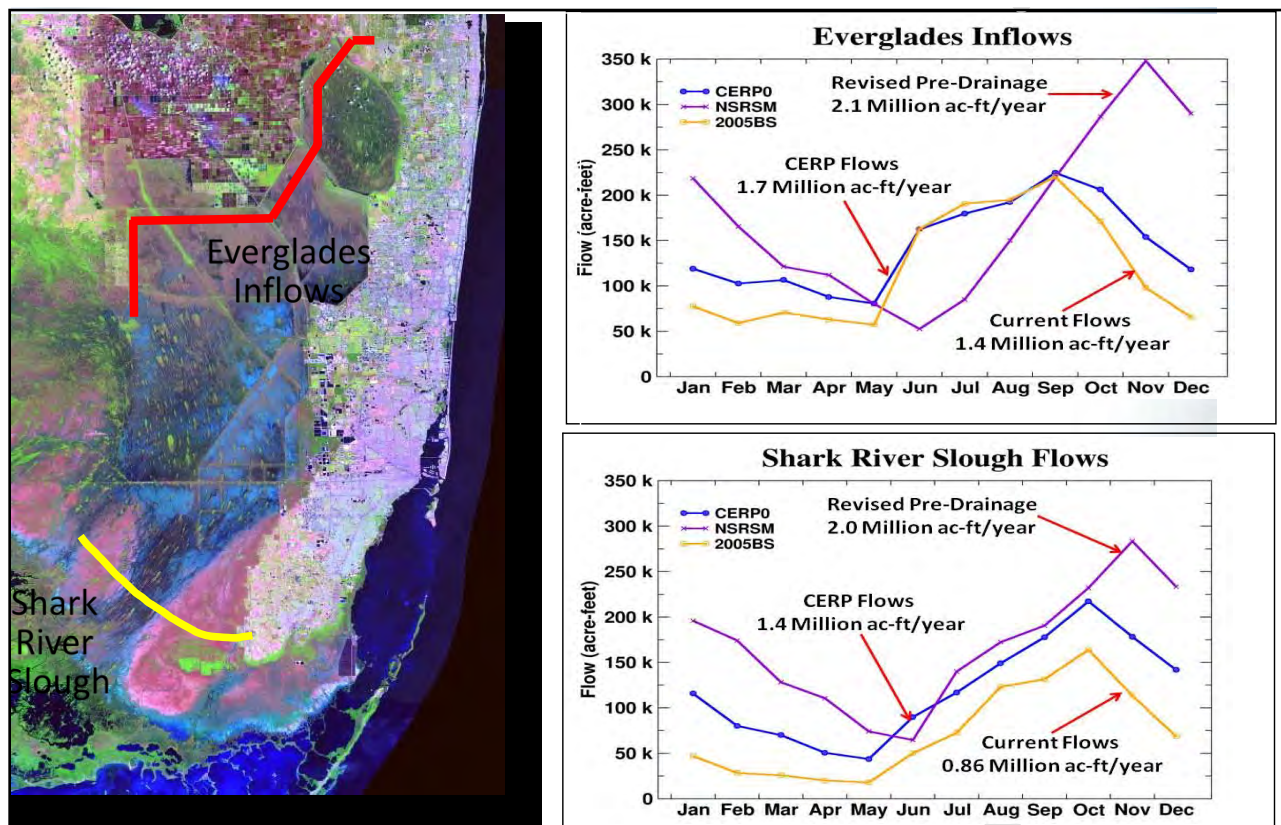 Everglades
Inflows
Shark
River
Slough
Everglades Inflows
350 k
300 k
250 k
200 k
150 k
100 k
50 k
0
Flow (acre-feet)
CERP0
NSRSM
2005BS
Revised Pre-Drainage
2.1 Million ac-ft/year
CERP Flows
1.7 Million ac-ft/year
Current Flows
1.4 Million ac-ft/year
Jan Feb Mar Apr May Jun Jul Aug Sep Oct Nov Dec
Shark River Slough Flows
350 k
300 k
250 k
200 k
150 k
100 k
50 k
0
Flow (acre-feet)
CERP0
NSRSM
2005BS
Revised Pre-Drainage
2.0 Million ac-ft/year
CERP Flows
1.4 Million ac-ft/year
Current Flows
0.86 Million ac-ft/year
Jan Feb Mar Apr May Jun Jul Aug Sep Oct Nov Dec